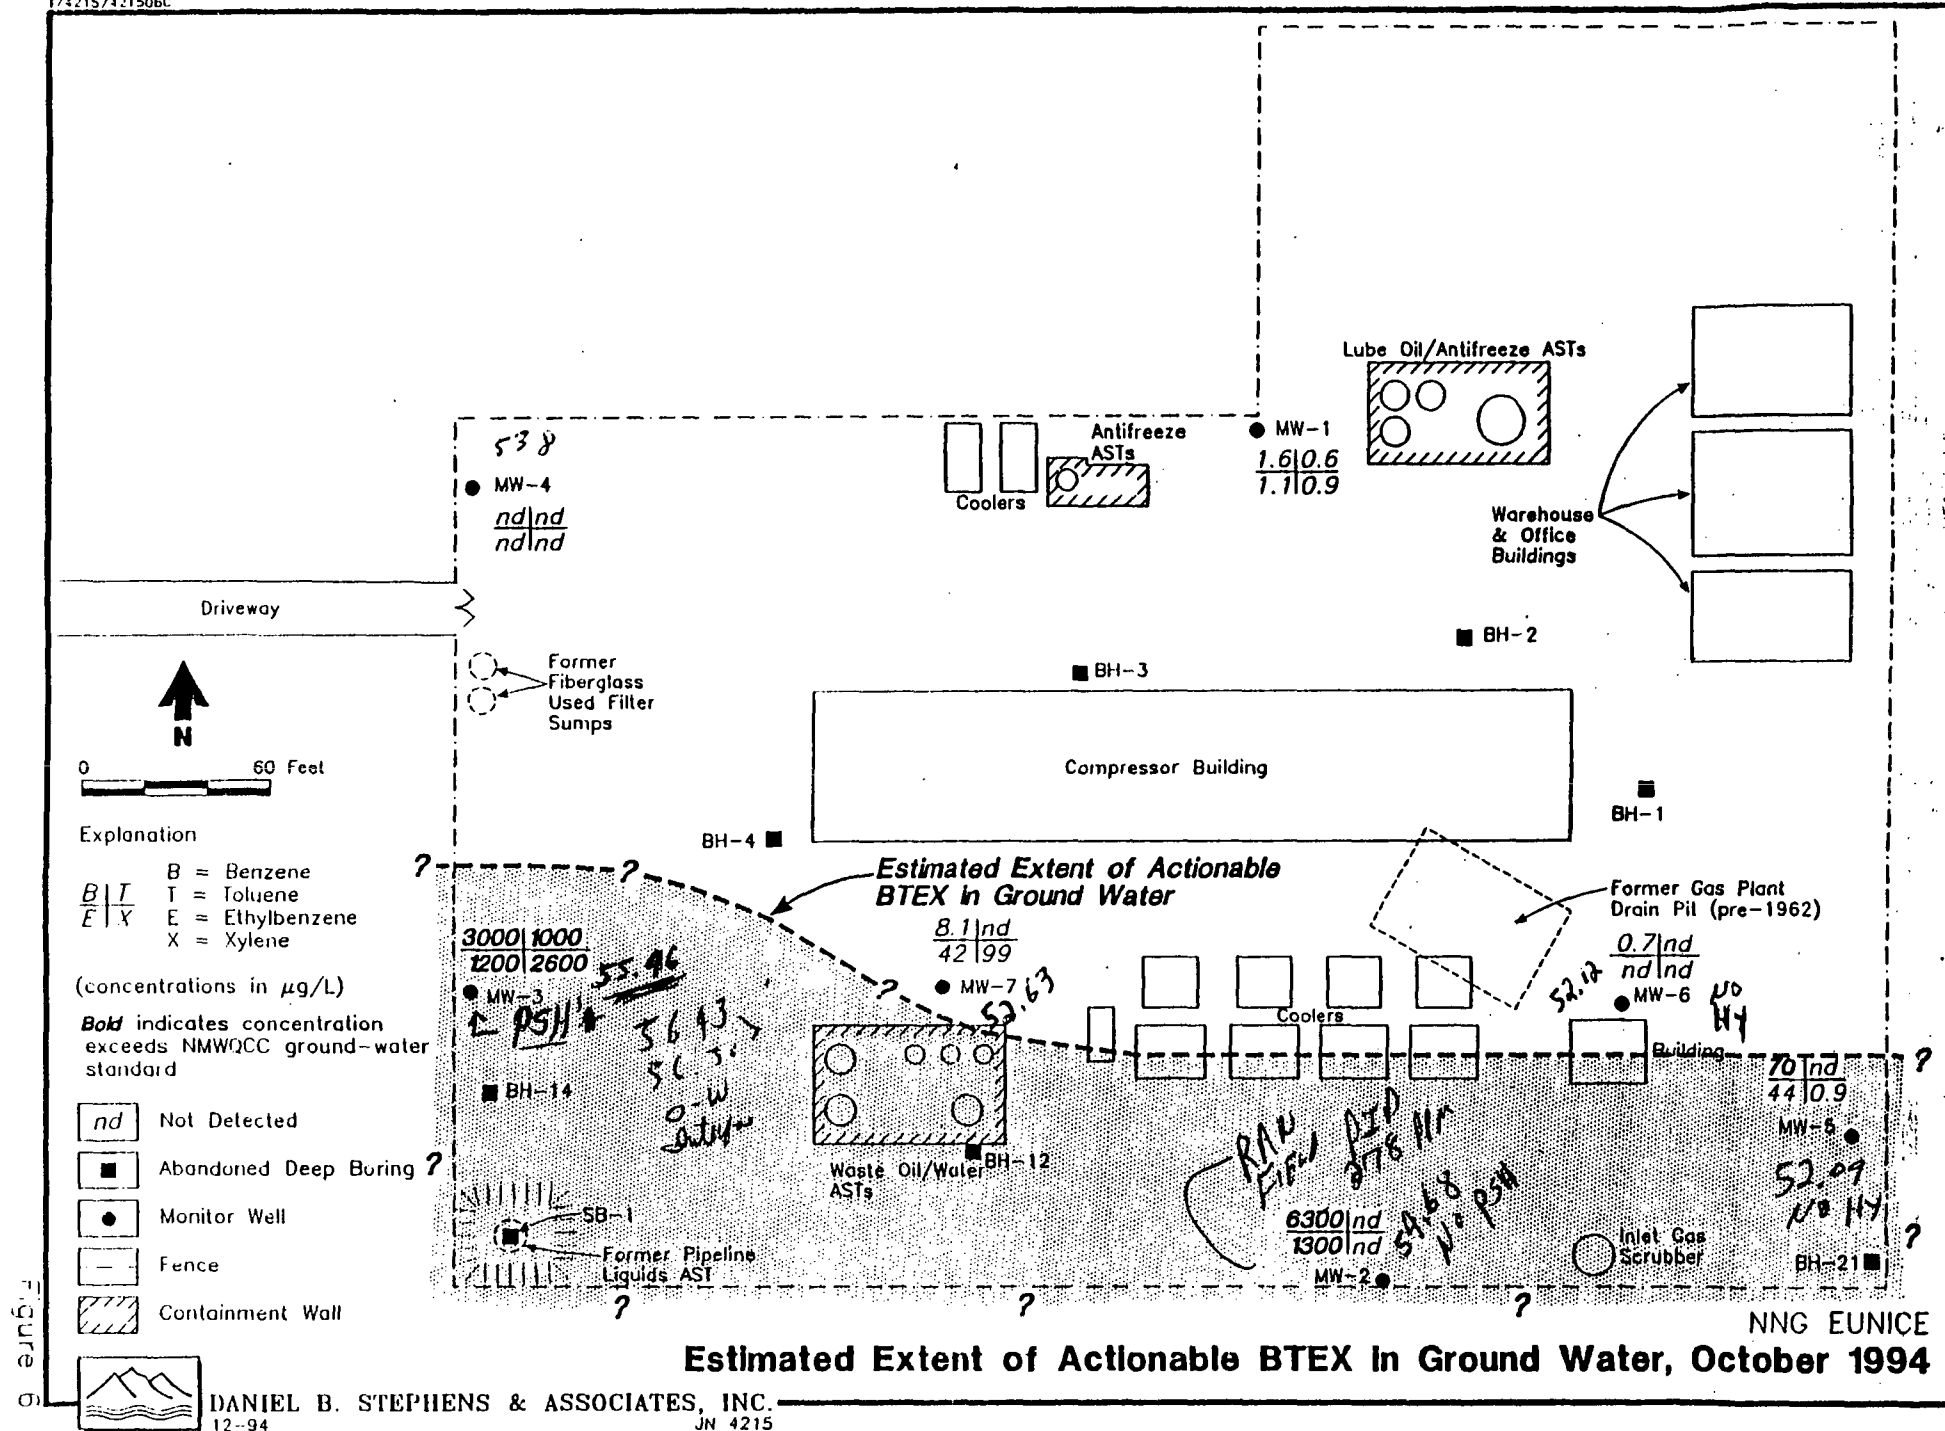 Lube Oil/Antifreeze ASTs
538
MW-4
nd|nd
nd|nd
Coolers
Antifreeze
ASTs
MW-1
1.6|0.6
1.1|0.9
Warehouse
& Office
Buildings
Driveway
Former
Fiberglass
Used Filter
Sumps
BH-2
BH-3
N
0 60 Feet
Compressor Building
BH-1
BH-4
Explanation
B|T
E|X
B = Benzene
T = Toluene
E = Ethylbenzene
X = Xylene
(concentrations in µg/L)
Bold indicates concentration
exceeds NMWQCC ground-water
standard
nd Not Detected
Abandoned Deep Boring
Monitor Well
Fence
Containment Wall
? ? ? ? ? ? ? ? ?
Estimated Extent of Actionable
BTEX in Ground Water
Former Gas Plant
Drain Pit (pre-1962)
3000|1000
1200|2600
55.46
MW-3
PSH
5643
O-W
8.1|nd
42|99
MW-7
52.63
0.7|nd
nd|nd
52.12
MW-6
NO
HY
Coolers
Building
70|nd
44|0.9
MW-5
52.09
NO HY
BH-14
Waste Oil/Water
ASTs
BH-12
RAN
FIELD
PID
278
6300|nd
1300|nd
54.68
NO PSH
MW-2
SB-1
Former Pipeline
Liquids AST
Inlet Gas
Scrubber
BH-21
NNG EUNICE
Estimated Extent of Actionable BTEX in Ground Water, October 1994
DANIEL B. STEPHENS & ASSOCIATES, INC.
12-94 JN 4215
Figure 6